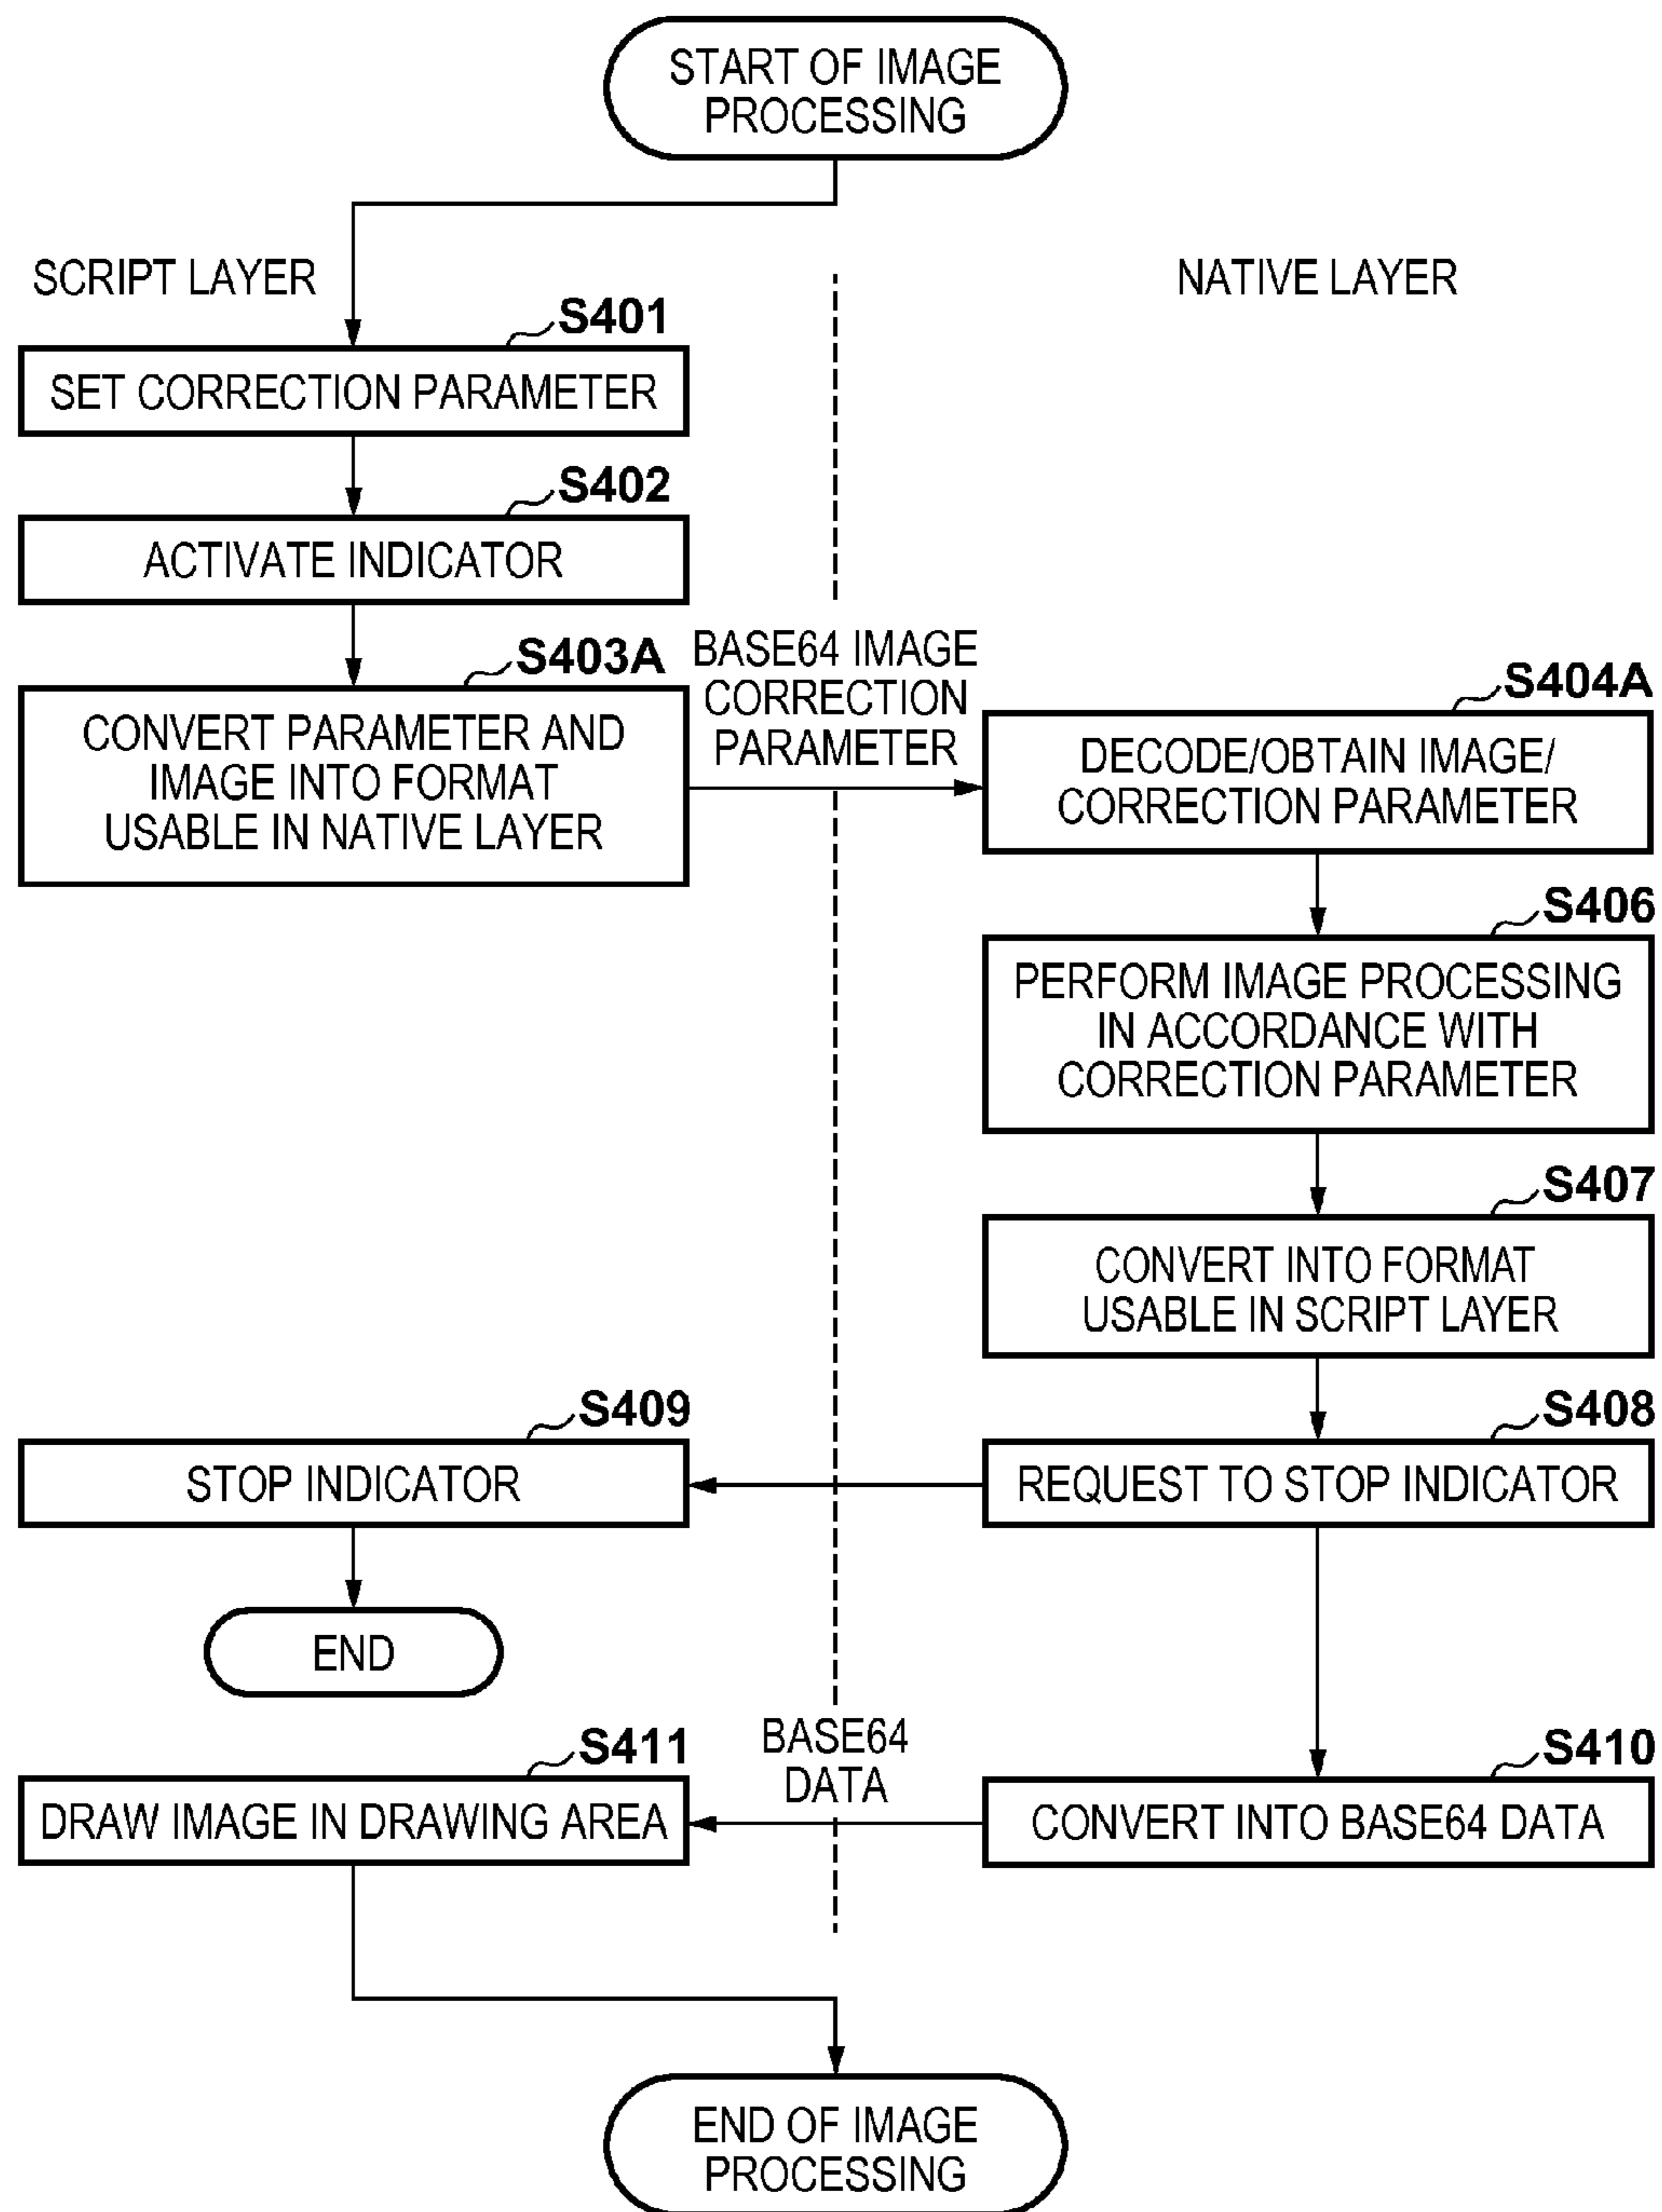 START OF IMAGE
PROCESSING
SCRIPT LAYER
NATIVE LAYER
S401
SET CORRECTION PARAMETER
S402
ACTIVATE INDICATOR
S403A
CONVERT PARAMETER AND
IMAGE INTO FORMAT
USABLE IN NATIVE LAYER
BASE64 IMAGE
CORRECTION
PARAMETER
S404A
DECODE/OBTAIN IMAGE/
CORRECTION PARAMETER
S406
PERFORM IMAGE PROCESSING
IN ACCORDANCE WITH
CORRECTION PARAMETER
S407
CONVERT INTO FORMAT
USABLE IN SCRIPT LAYER
S408
REQUEST TO STOP INDICATOR
S409
STOP INDICATOR
END
S410
CONVERT INTO BASE64 DATA
BASE64
DATA
S411
DRAW IMAGE IN DRAWING AREA
END OF IMAGE
PROCESSING